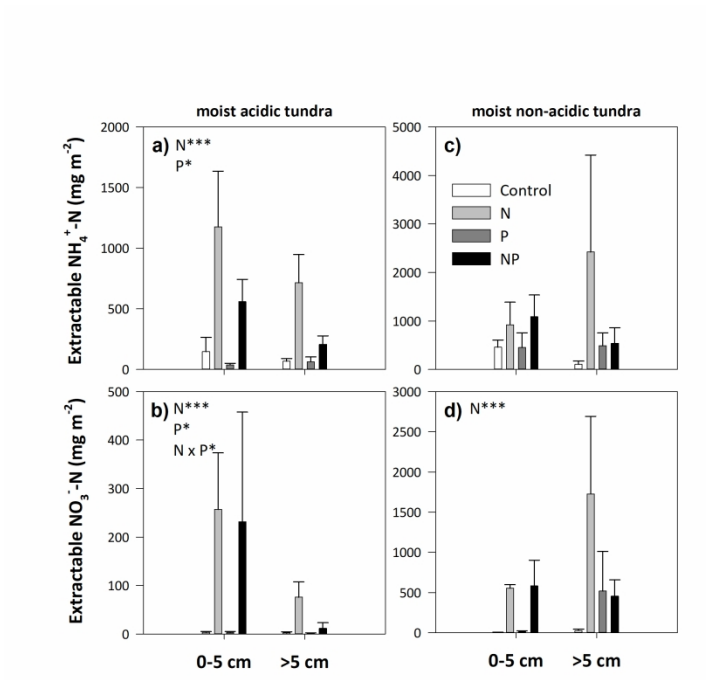 moist acidic tundra
moist non-acidic tundra
Extractable NH₄⁺-N (mg m⁻²)
2000
1500
1000
500
0
a) N***
P*
5000
4000
3000
2000
1000
0
c)
Control
N
P
NP
Extractable NO₃⁻-N (mg m⁻²)
500
400
300
200
100
0
b) N***
P*
N x P*
3000
2500
2000
1500
1000
500
0
d) N***
0-5 cm >5 cm
0-5 cm >5 cm